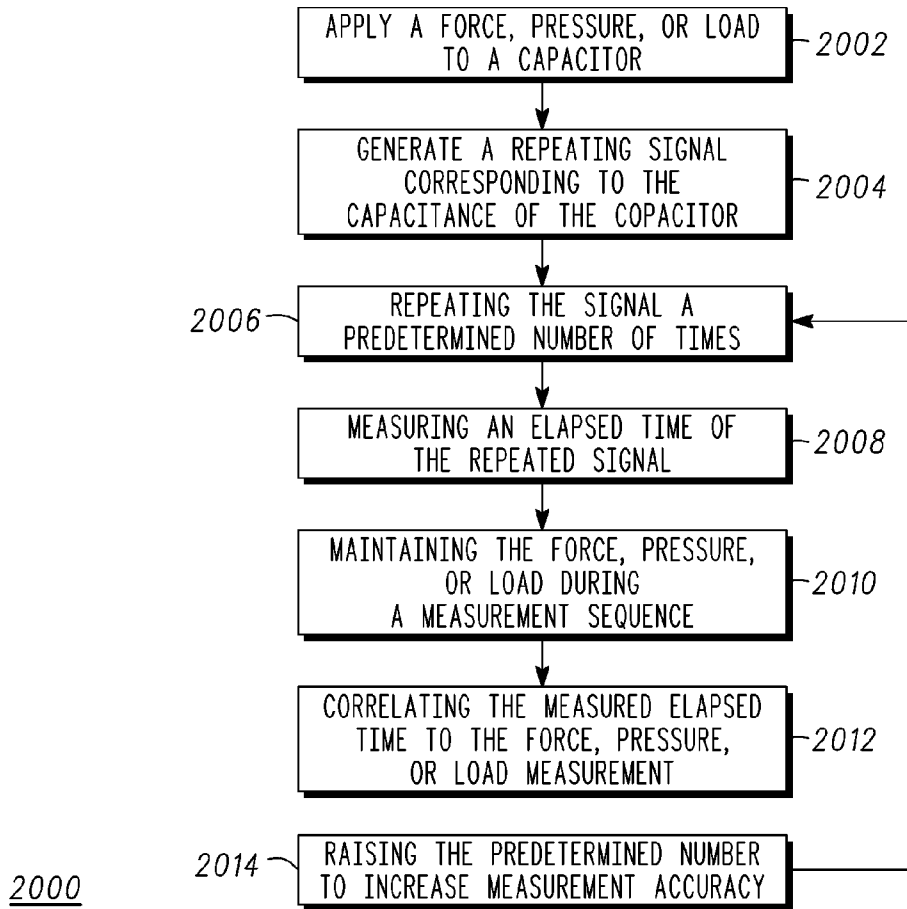 APPLY A FORCE, PRESSURE, OR LOAD
TO A CAPACITOR
2002
GENERATE A REPEATING SIGNAL
CORRESPONDING TO THE
CAPACITANCE OF THE COPACITOR
2004
2006
REPEATING THE SIGNAL A
PREDETERMINED NUMBER OF TIMES
MEASURING AN ELAPSED TIME OF
THE REPEATED SIGNAL
2008
MAINTAINING THE FORCE, PRESSURE,
OR LOAD DURING
A MEASUREMENT SEQUENCE
2010
CORRELATING THE MEASURED ELAPSED
TIME TO THE FORCE, PRESSURE,
OR LOAD MEASUREMENT
2012
2014
RAISING THE PREDETERMINED NUMBER
TO INCREASE MEASUREMENT ACCURACY
2000